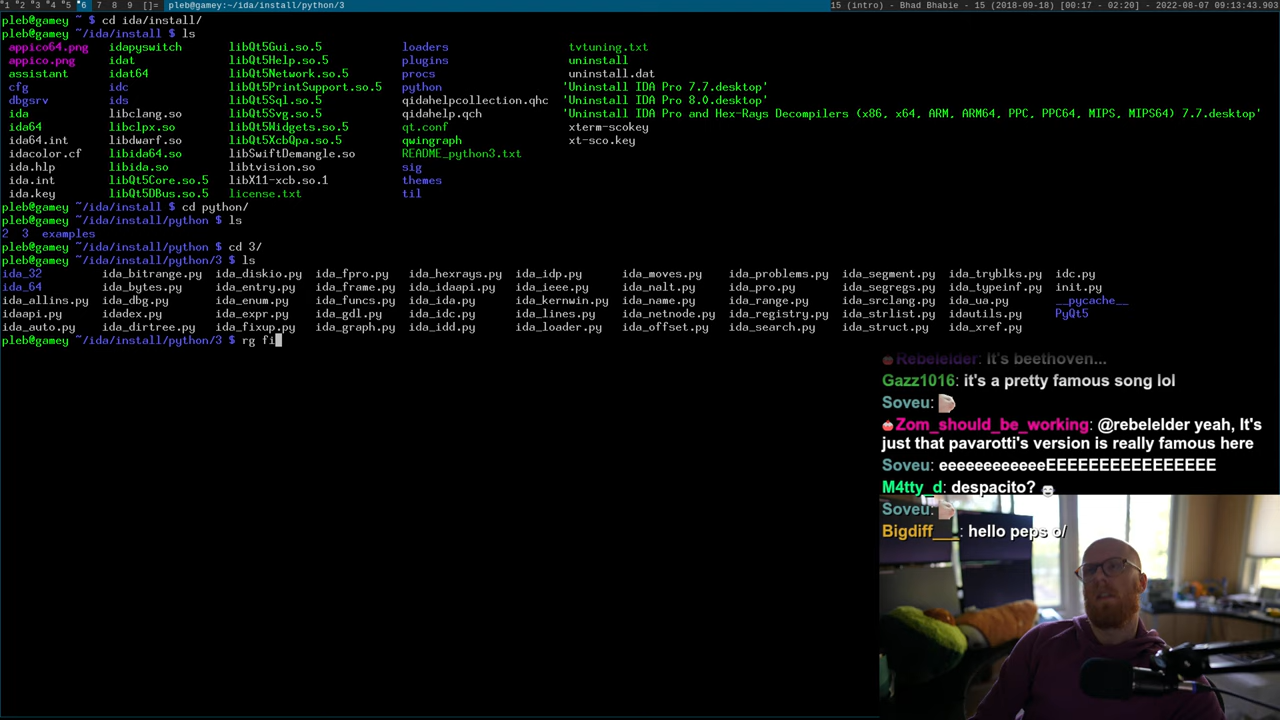 1 2 3 4 5 6 7 8 9 []= pleb@gamey:~/ida/install/python/3 15 (intro) - Bhad Bhabie - 15 (2018-09-18) [00:17 - 02:20] - 2022-08-07 09:13:43.903
pleb@gamey ~ $ cd ida/install/
pleb@gamey ~/ida/install $ ls
appico64.png idapyswitch libQt5Gui.so.5 loaders tvtuning.txt
appico.png idat libQt5Help.so.5 plugins uninstall
assistant idat64 libQt5Network.so.5 procs uninstall.dat
cfg idc libQt5PrintSupport.so.5 python 'Uninstall IDA Pro 7.7.desktop'
dbgsrv ids libQt5Sql.so.5 qidahelpcollection.qhc 'Uninstall IDA Pro 8.0.desktop'
ida libclang.so libQt5Svg.so.5 qidahelp.qch 'Uninstall IDA Pro and Hex-Rays Decompilers (x86, x64, ARM, ARM64, PPC, PPC64, MIPS, MIPS64) 7.7.desktop'
ida64 libclpx.so libQt5Widgets.so.5 qt.conf xterm-scokey
ida64.int libdwarf.so libQt5XcbQpa.so.5 qwingraph xt-sco.key
idacolor.cf libida64.so libSwiftDemangle.so README_python3.txt
ida.hlp libida.so libtvision.so sig
ida.int libQt5Core.so.5 libX11-xcb.so.1 themes
ida.key libQt5DBus.so.5 license.txt til
pleb@gamey ~/ida/install $ cd python/
pleb@gamey ~/ida/install/python $ ls
2 3 examples
pleb@gamey ~/ida/install/python $ cd 3/
pleb@gamey ~/ida/install/python/3 $ ls
ida_32 ida_bitrange.py ida_diskio.py ida_fpro.py ida_hexrays.py ida_idp.py ida_moves.py ida_problems.py ida_segment.py ida_tryblks.py idc.py
ida_64 ida_bytes.py ida_entry.py ida_frame.py ida_idaapi.py ida_ieee.py ida_nalt.py ida_pro.py ida_segregs.py ida_typeinf.py init.py
ida_allins.py ida_dbg.py ida_enum.py ida_funcs.py ida_ida.py ida_kernwin.py ida_name.py ida_range.py ida_srclang.py ida_ua.py __pycache__
idaapi.py idadex.py ida_expr.py ida_gdl.py ida_idc.py ida_lines.py ida_netnode.py ida_registry.py ida_strlist.py idautils.py PyQt5
ida_auto.py ida_dirtree.py ida_fixup.py ida_graph.py ida_idd.py ida_loader.py ida_offset.py ida_search.py ida_struct.py ida_xref.py
pleb@gamey ~/ida/install/python/3 $ rg fi
Rebelelder: It's beethoven...
Gazz1016: it's a pretty famous song lol
Soveu:
Zom_should_be_working: @rebelelder yeah, It's
just that pavarotti's version is really famous here
Soveu: eeeeeeeeeeeEEEEEEEEEEEEEEEE
M4tty_d: despacito?
Soveu:
Bigdiff___: hello peps o/